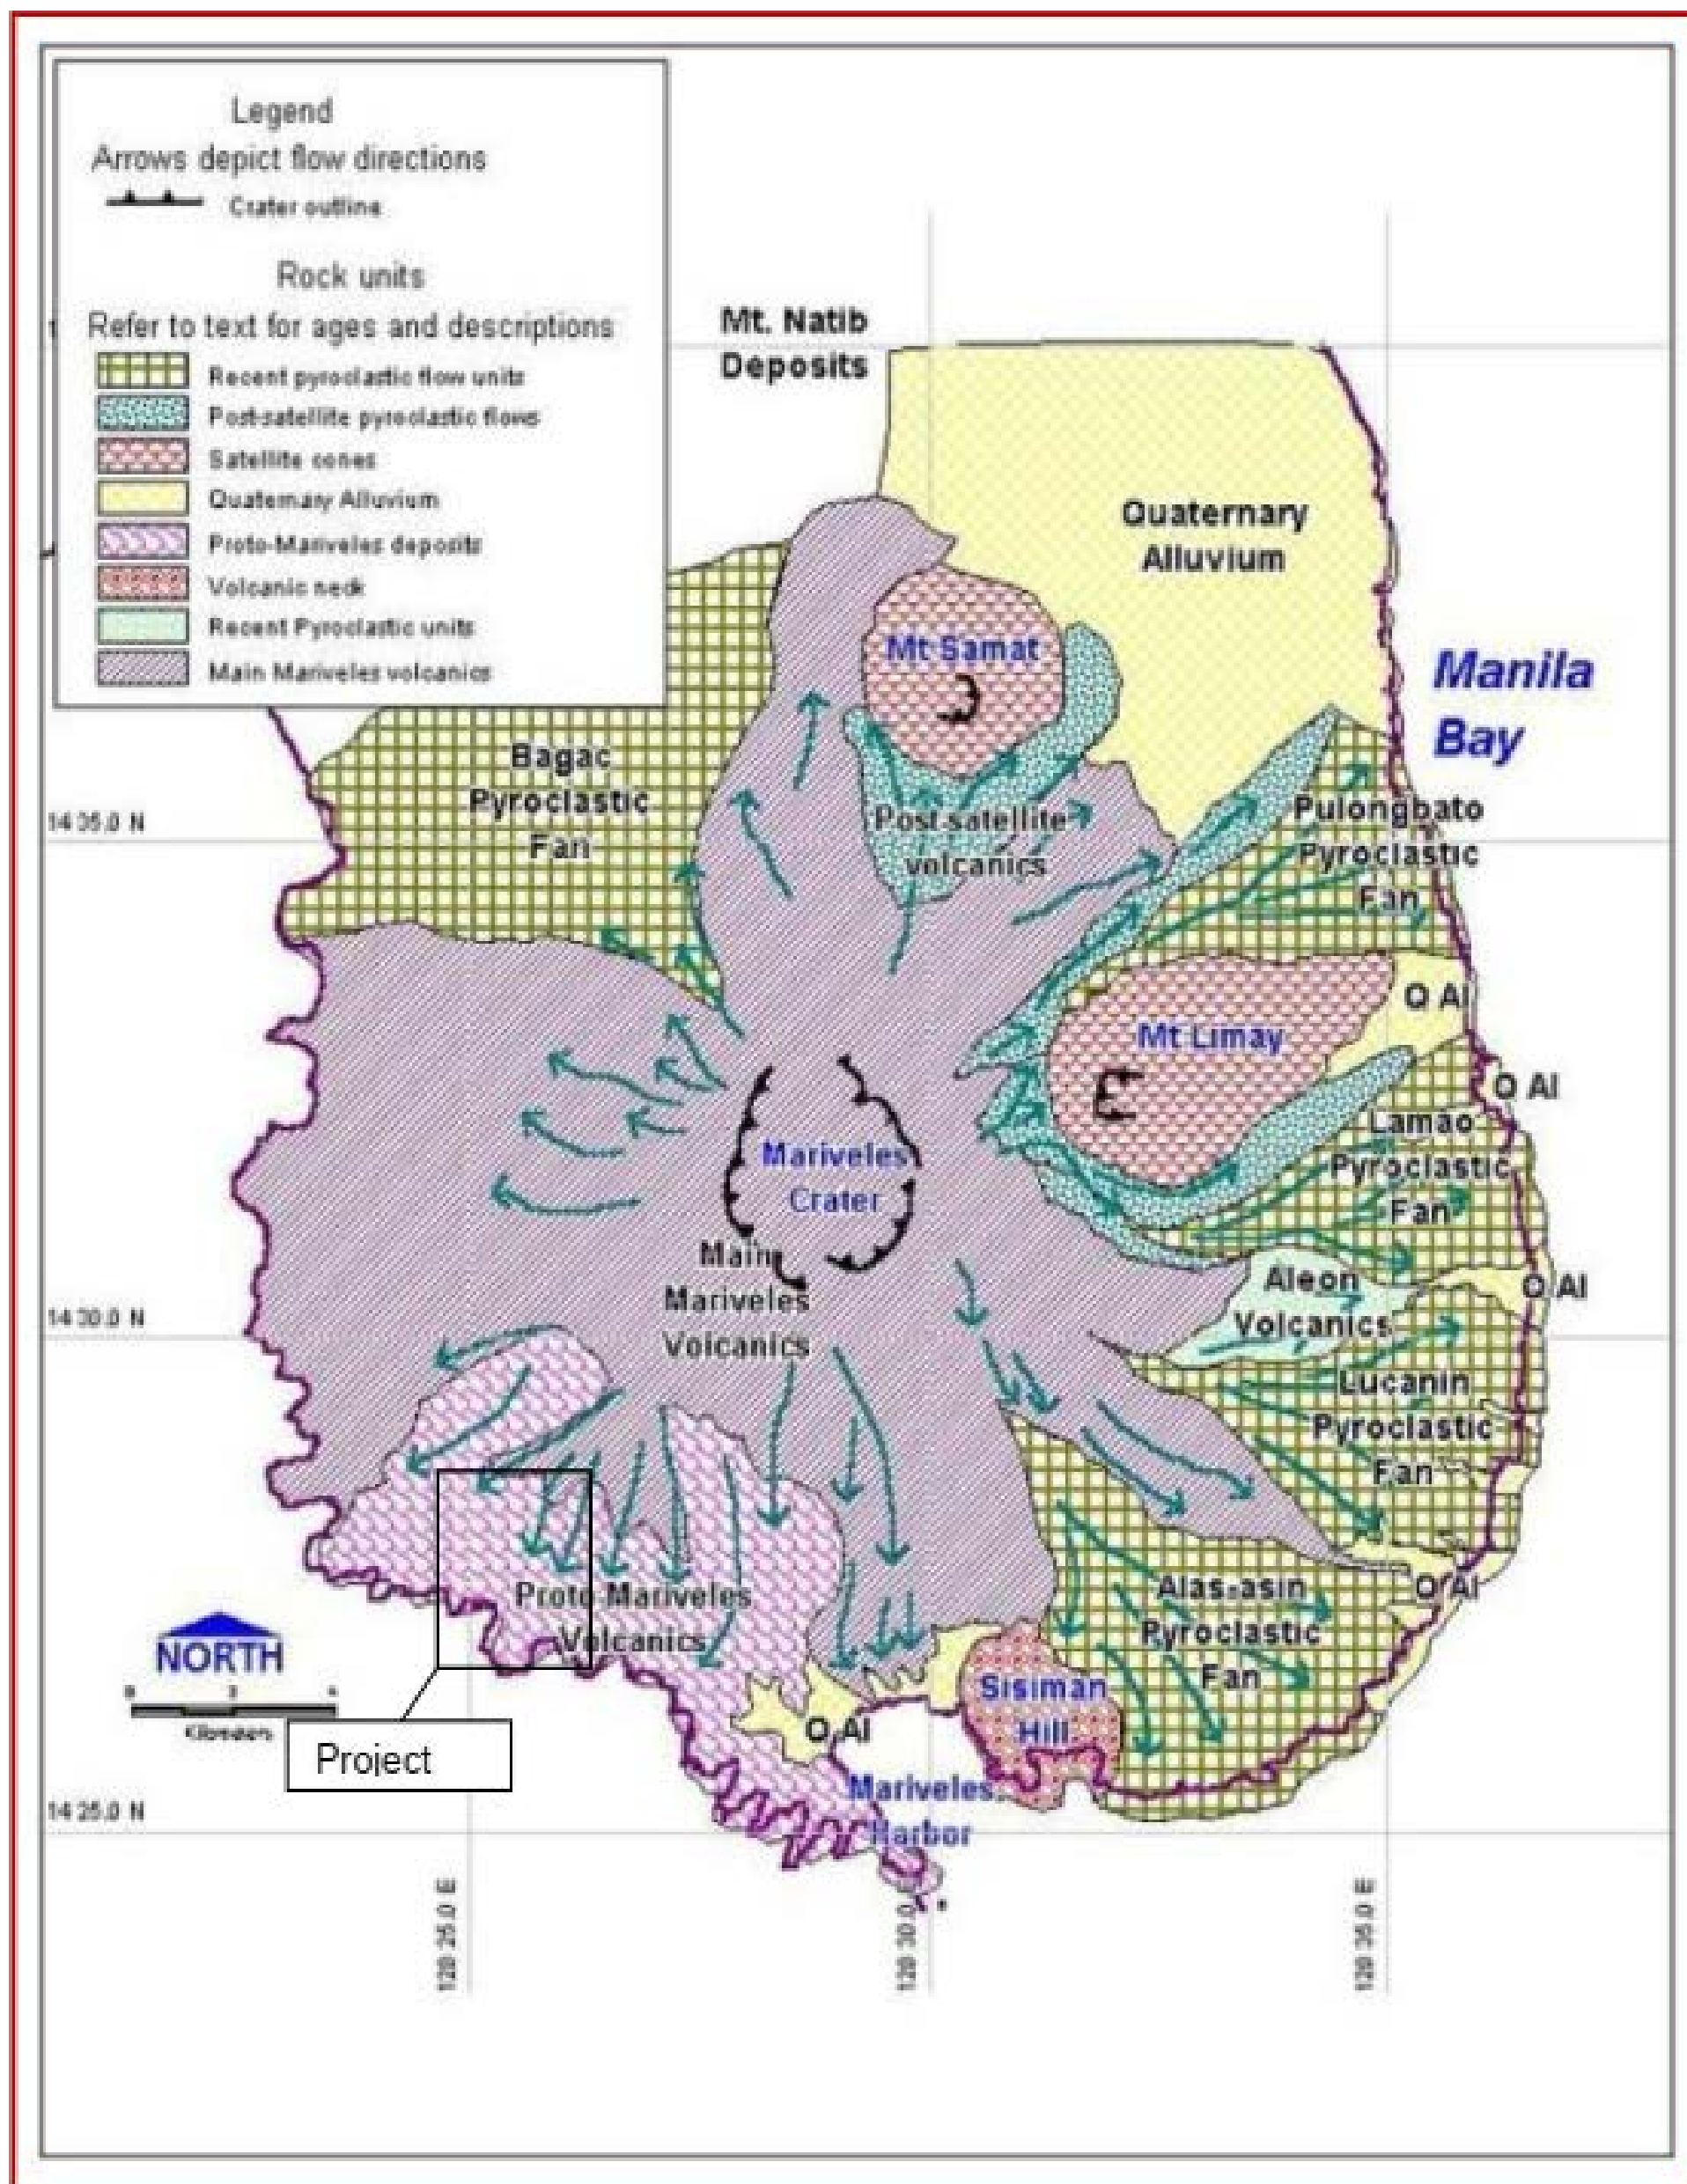 Legend
Arrows depict flow directions
Crater outline
Rock units
Refer to text for ages and descriptions
Recent pyroclastic flow units
Post-satellite pyroclastic flows
Satellite cones
Quaternary Alluvium
Proto-Mariveles deposits
Volcanic neck
Recent Pyroclastic units
Main Mariveles volcanics
Mt. Natib
Deposits
Quaternary
Alluvium
Mt Samat
Manila
Bay
Bagac
Pyroclastic
Fan
Post-satellite
volcanics
Pulongbato
Pyroclastic
Fan
14 35.0 N
Q Al
Mt Limay
Q Al
Lamao
Pyroclastic
Fan
Mariveles
Crater
Main
Mariveles
Volcanics
Aleon
Volcanics
Q Al
14 30.0 N
Lucanin
Pyroclastic
Fan
Proto-Mariveles
Volcanics
Alas-asin
Pyroclastic
Fan
Q Al
NORTH
Kilometers
Sisiman
Hill
Q Al
Project
Mariveles
Harbor
14 25.0 N
120 25.0 E
120 30.0 E
120 35.0 E